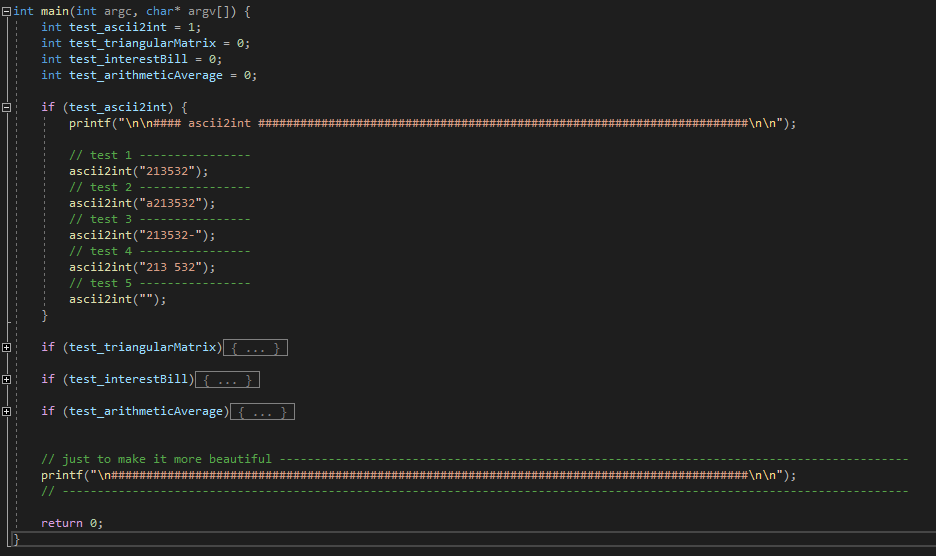 int main(int argc, char* argv[]) {
int test_ascii2int = 1;
int test_triangularMatrix = 0;
int test_interestBill = 0;
int test_arithmeticAverage = 0;
if (test_ascii2int) {
printf("\n\n#### ascii2int ######################################################################\n\n");
// test 1 ----------------
ascii2int("213532");
// test 2 ----------------
ascii2int("a213532");
// test 3 ----------------
ascii2int("213532-");
// test 4 ----------------
ascii2int("213 532");
// test 5 ----------------
ascii2int("");
}
if (test_triangularMatrix){ ... }
if (test_interestBill){ ... }
if (test_arithmeticAverage){ ... }
// just to make it more beautiful ------------------------------------------------------------------------------------------
printf("\n###########################################################################################\n\n");
// -------------------------------------------------------------------------------------------------------------------------
return 0;
}